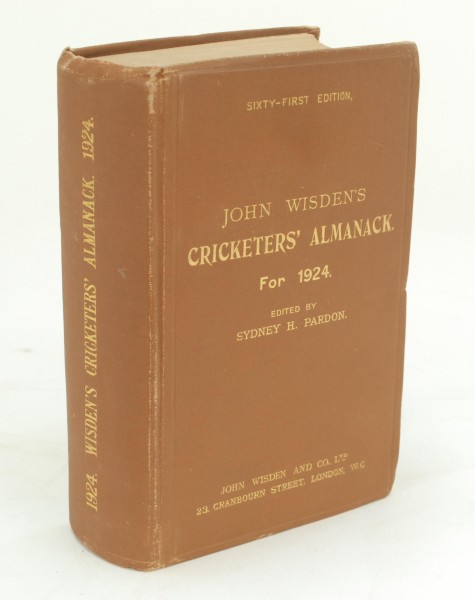 1924. WISDEN'S CRICKETERS' ALMANACK. 1924.
SIXTY-FIRST EDITION,
JOHN WISDEN'S
CRICKETERS' ALMANACK.
For 1924.
EDITED BY
SYDNEY H. PARDON.
JOHN WISDEN AND CO. LTD
23, CRANBOURN STREET, LONDON, W.C